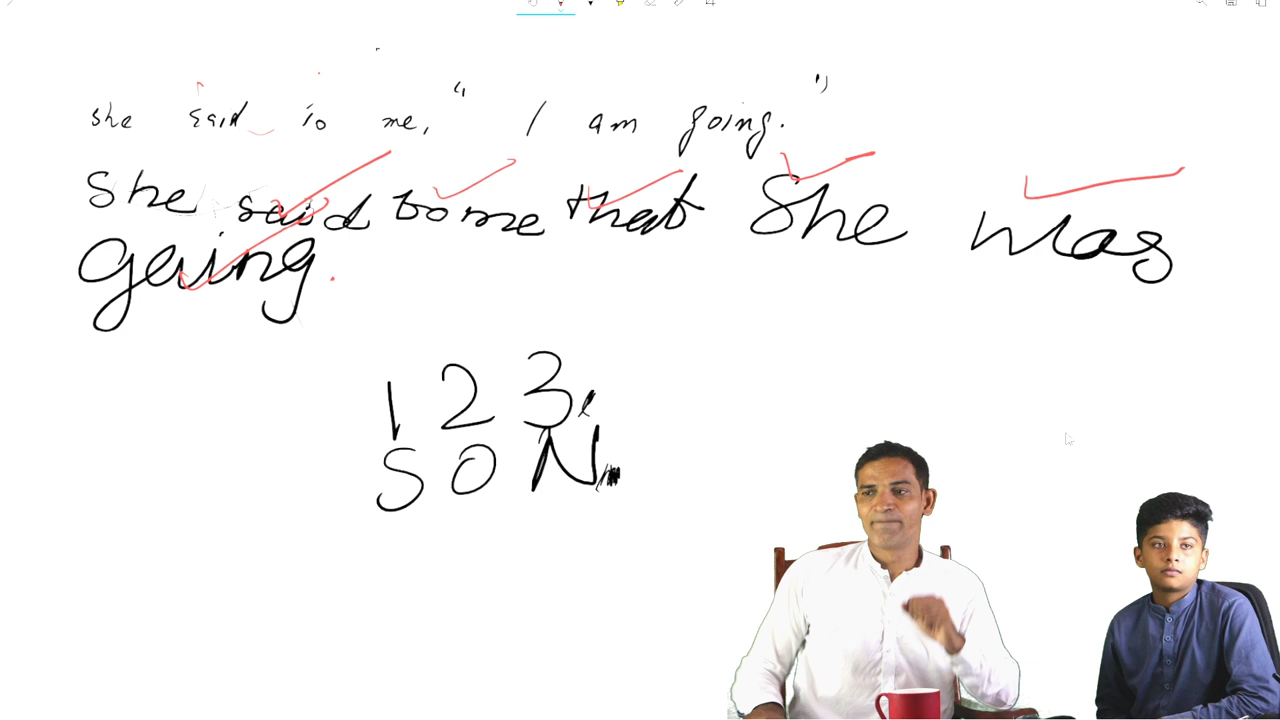 she said to me, " I am going. "
She said to me that She was
going.
1 2 3
S O N